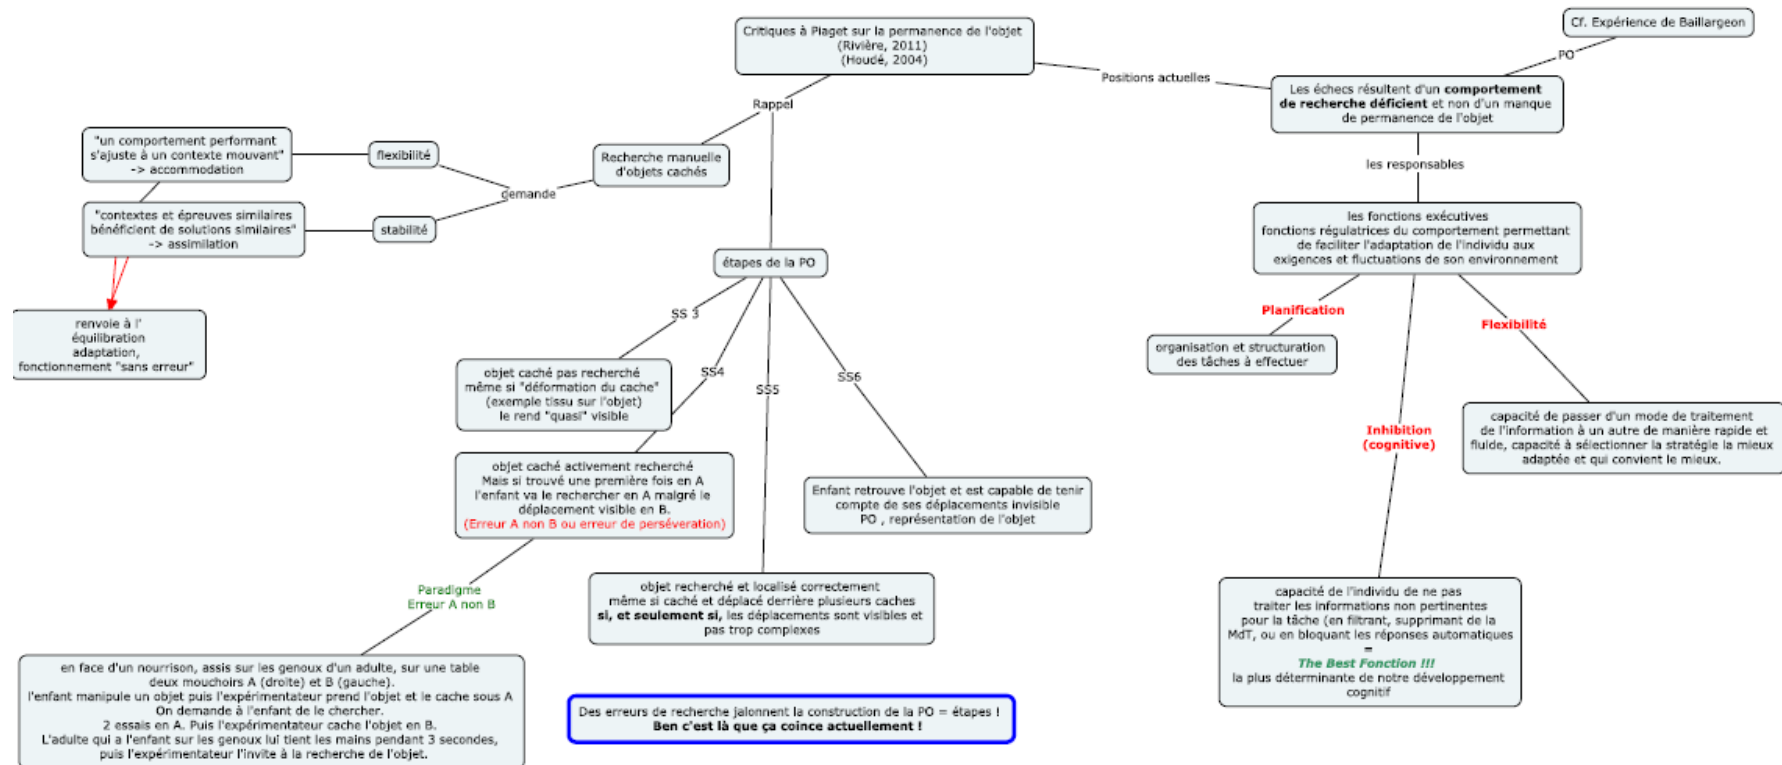 Critiques à Piaget sur la permanence de l'objet
(Rivière, 2011)
(Houdé, 2004)
Cf. Expérience de Baillargeon
PO
Positions actuelles
Les échecs résultent d'un comportement
de recherche déficient et non d'un manque
de permanence de l'objet
Rappel
"un comportement performant
s'ajuste à un contexte mouvant"
-> accommodation
flexibilité
Recherche manuelle
d'objets cachés
demande
"contextes et épreuves similaires
bénéficient de solutions similaires"
-> assimilation
stabilité
renvoie à l'
équilibration
adaptation,
fonctionnement "sans erreur"
étapes de la PO
SS 3
SS4
SS5
SS6
objet caché pas recherché
même si "déformation du cache"
(exemple tissu sur l'objet)
le rend "quasi" visible
objet caché activement recherché
Mais si trouvé une première fois en A
l'enfant va le rechercher en A malgré le
déplacement visible en B.
(Erreur A non B ou erreur de perséveration)
Enfant retrouve l'objet et est capable de tenir
compte de ses déplacements invisible
PO , représentation de l'objet
objet recherché et localisé correctement
même si caché et déplacé derrière plusieurs caches
si, et seulement si, les déplacements sont visibles et
pas trop complexes
Paradigme
Erreur A non B
en face d'un nourrison, assis sur les genoux d'un adulte, sur une table
deux mouchoirs A (droite) et B (gauche).
l'enfant manipule un objet puis l'expérimentateur prend l'objet et le cache sous A
On demande à l'enfant de le chercher.
2 essais en A. Puis l'expérimentateur cache l'objet en B.
L'adulte qui a l'enfant sur les genoux lui tient les mains pendant 3 secondes,
puis l'expérimentateur l'invite à la recherche de l'objet.
Des erreurs de recherche jalonnent la construction de la PO = étapes !
Ben c'est là que ça coince actuellement !
les responsables
les fonctions exécutives
fonctions régulatrices du comportement permettant
de faciliter l'adaptation de l'individu aux
exigences et fluctuations de son environnement
Planification
organisation et structuration
des tâches à effectuer
Flexibilité
capacité de passer d'un mode de traitement
de l'information à un autre de manière rapide et
fluide, capacité à sélectionner la stratégie la mieux
adaptée et qui convient le mieux.
Inhibition
(cognitive)
capacité de l'individu de ne pas
traiter les informations non pertinentes
pour la tâche (en filtrant, supprimant de la
MdT, ou en bloquant les réponses automatiques
=
The Best Fonction !!!
la plus déterminante de notre développement
cognitif